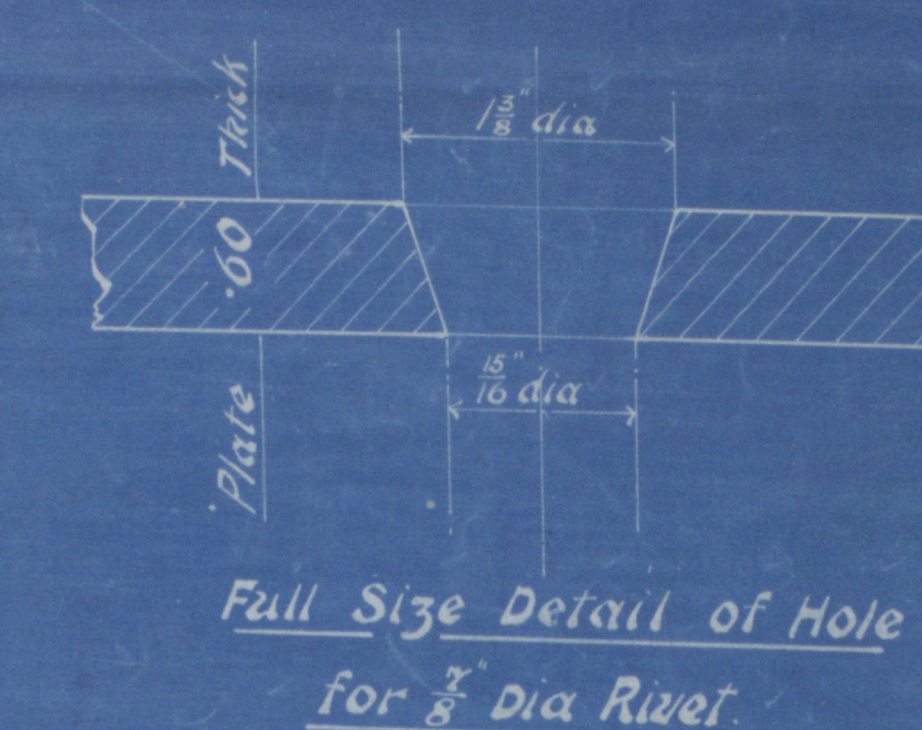 Plate .60 Thick
1 3/8" dia
15/16" dia
Full Size Detail of Hole
for 7/8" Dia Rivet.